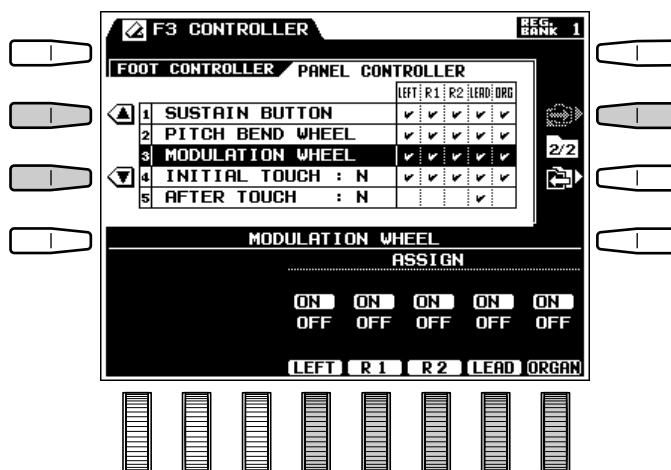 F3 CONTROLLER
REG. BANK 1
FOOT CONTROLLER PANEL CONTROLLER
LEFT R1 R2 LEAD ORG
1 SUSTAIN BUTTON ✔ ✔ ✔ ✔ ✔
2 PITCH BEND WHEEL ✔ ✔ ✔ ✔ ✔
3 MODULATION WHEEL ✔ ✔ ✔ ✔ ✔
2/2
4 INITIAL TOUCH : N ✔ ✔ ✔ ✔ ✔
5 AFTER TOUCH : N ✔
MODULATION WHEEL
ASSIGN
ON ON ON ON ON
OFF OFF OFF OFF OFF
LEFT R 1 R 2 LEAD ORGAN